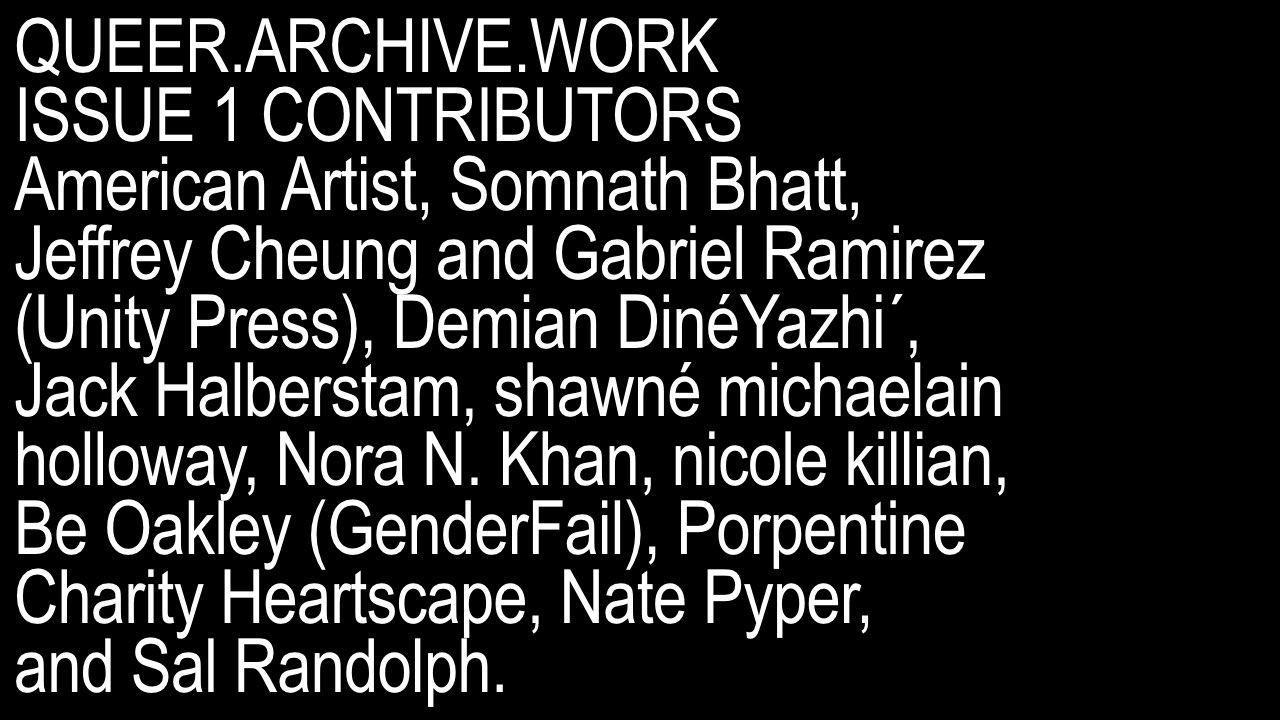 QUEER.ARCHIVE.WORK
ISSUE 1 CONTRIBUTORS
American Artist, Somnath Bhatt,
Jeffrey Cheung and Gabriel Ramirez
(Unity Press), Demian DinéYazhi´,
Jack Halberstam, shawné michaelain
holloway, Nora N. Khan, nicole killian,
Be Oakley (GenderFail), Porpentine
Charity Heartscape, Nate Pyper,
and Sal Randolph.